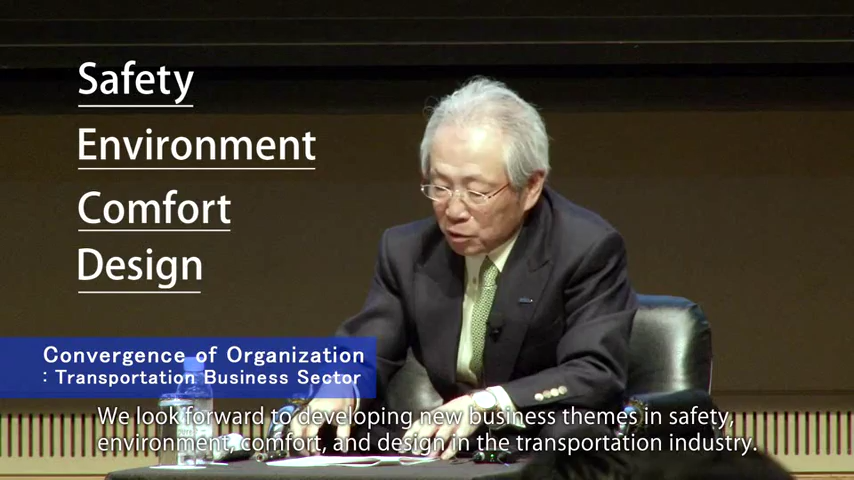 Safety
Environment
Comfort
Design
Convergence of Organization
: Transportation Business Sector
We look forward to developing new business themes in safety,
environment, comfort, and design in the transportation industry.